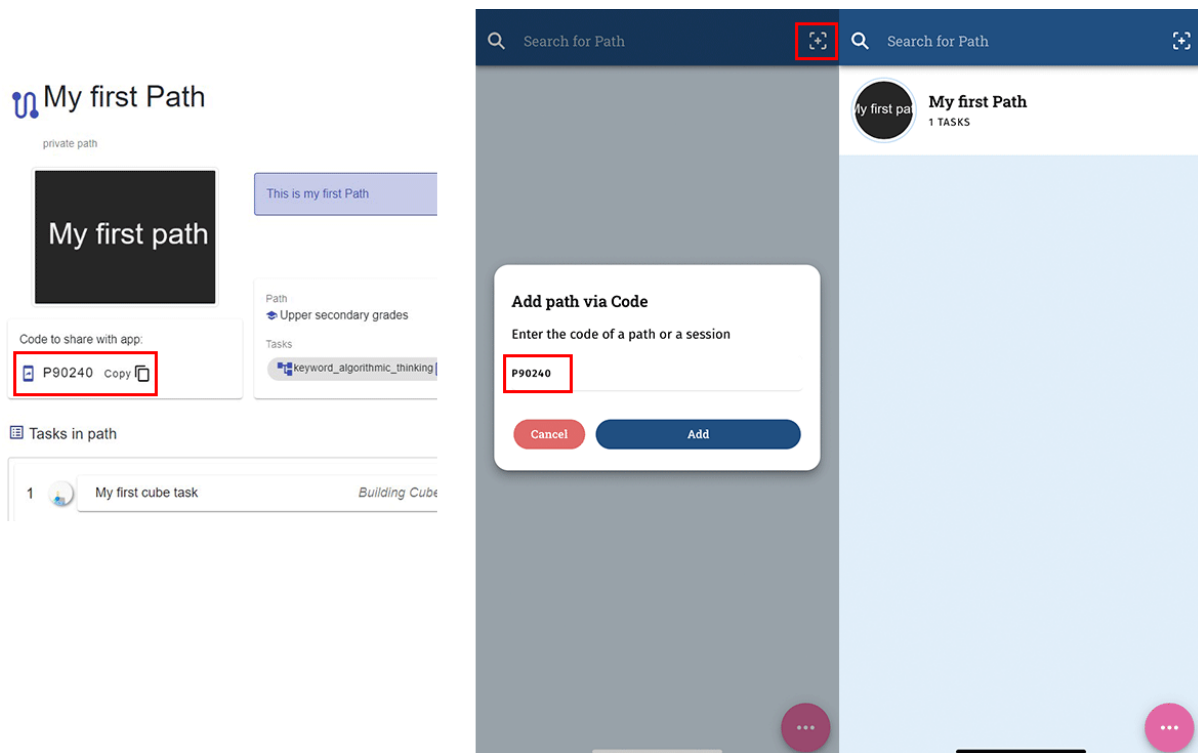 My first Path
private path
My first path
This is my first Path
Code to share with app:
P90240 Copy
Path
Upper secondary grades
Tasks
keyword_algorithmic_thinking
Tasks in path
1 My first cube task Building Cube
Search for Path
Add path via Code
Enter the code of a path or a session
P90240
Cancel Add
Search for Path
My first pat
My first Path
1 TASKS